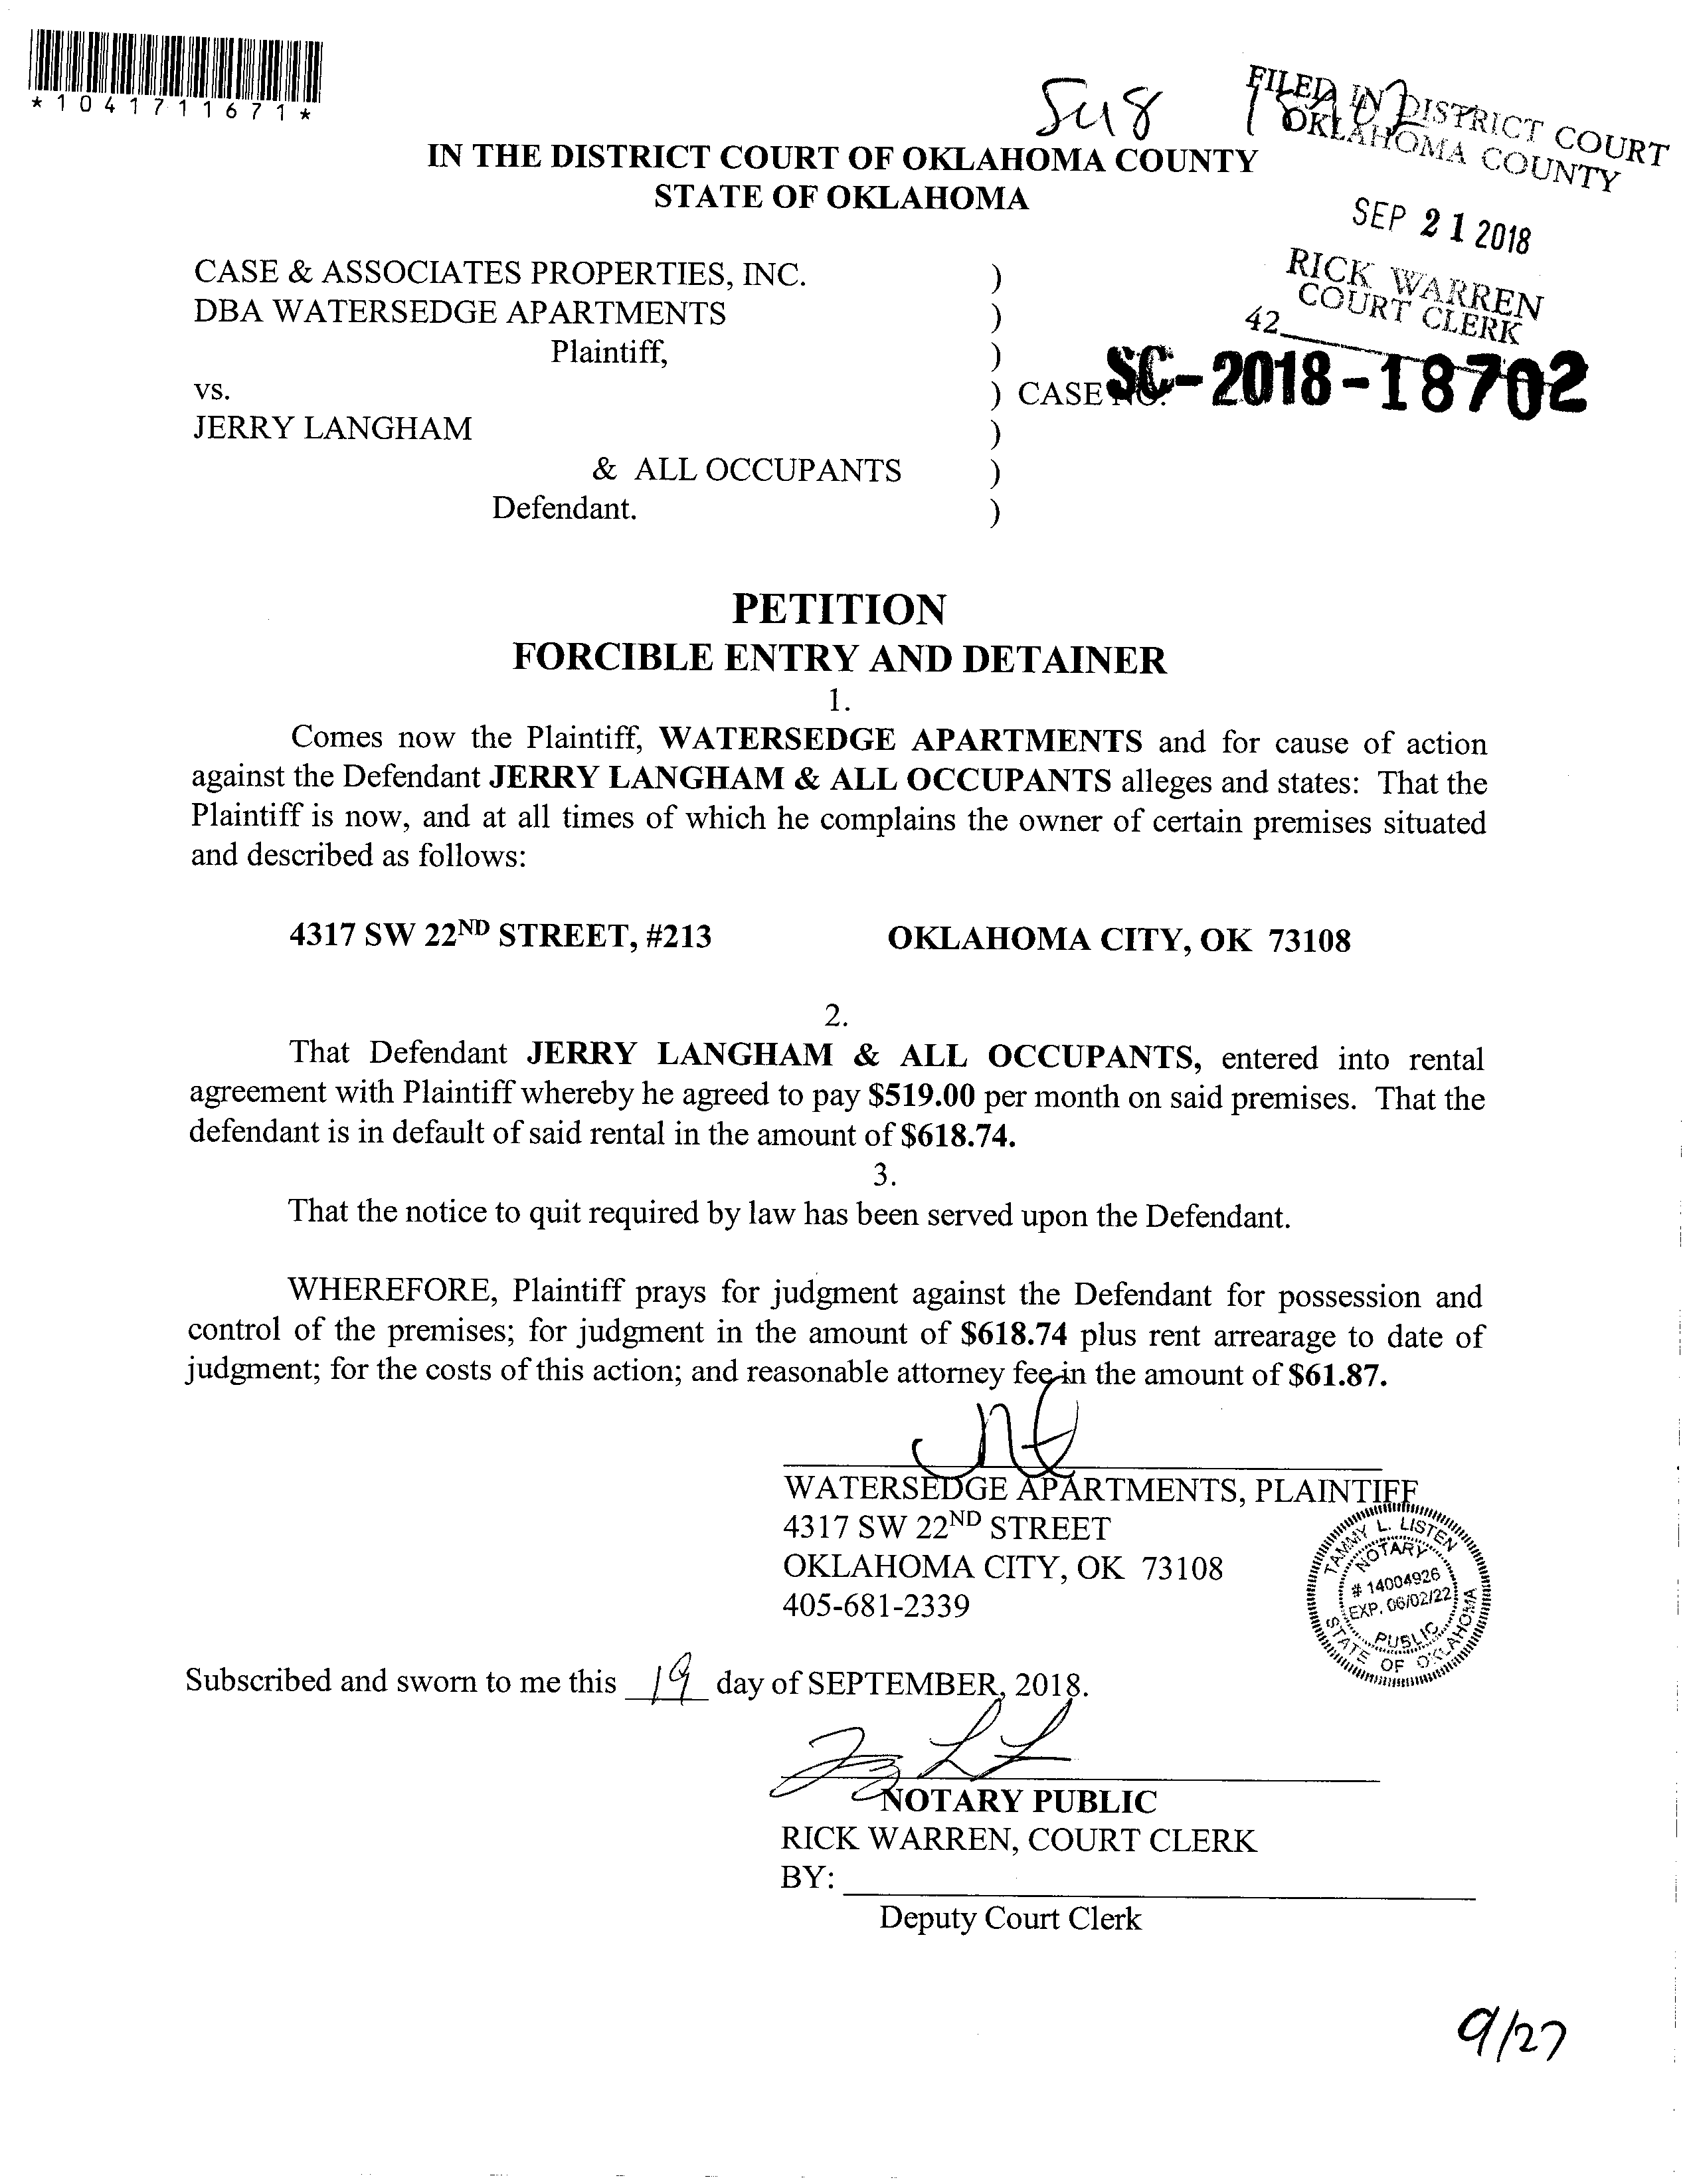 *1041711671*
FILED IN DISTRICT COURT
OKLAHOMA COUNTY
SEP 21 2018
RICK WARREN
COURT CLERK
42
IN THE DISTRICT COURT OF OKLAHOMA COUNTY
STATE OF OKLAHOMA
CASE & ASSOCIATES PROPERTIES, INC. )
DBA WATERSEDGE APARTMENTS )
Plaintiff, )
vs. ) CASE NO. SC-2018-18702
JERRY LANGHAM )
& ALL OCCUPANTS )
Defendant. )
PETITION
FORCIBLE ENTRY AND DETAINER
1.
Comes now the Plaintiff, WATERSEDGE APARTMENTS and for cause of action
against the Defendant JERRY LANGHAM & ALL OCCUPANTS alleges and states: That the
Plaintiff is now, and at all times of which he complains the owner of certain premises situated
and described as follows:
4317 SW 22ND STREET, #213 OKLAHOMA CITY, OK 73108
2.
That Defendant JERRY LANGHAM & ALL OCCUPANTS, entered into rental
agreement with Plaintiff whereby he agreed to pay $519.00 per month on said premises. That the
defendant is in default of said rental in the amount of $618.74.
3.
That the notice to quit required by law has been served upon the Defendant.
WHEREFORE, Plaintiff prays for judgment against the Defendant for possession and
control of the premises; for judgment in the amount of $618.74 plus rent arrearage to date of
judgment; for the costs of this action; and reasonable attorney fee in the amount of $61.87.
WATERSEDGE APARTMENTS, PLAINTIFF
4317 SW 22ND STREET
OKLAHOMA CITY, OK 73108
405-681-2339
TAMMY L. LISTEN
NOTARY
# 14004926
EXP. 06/02/22
PUBLIC
STATE OF OKLAHOMA
Subscribed and sworn to me this 19 day of SEPTEMBER, 2018.
NOTARY PUBLIC
RICK WARREN, COURT CLERK
BY:
Deputy Court Clerk
9/27